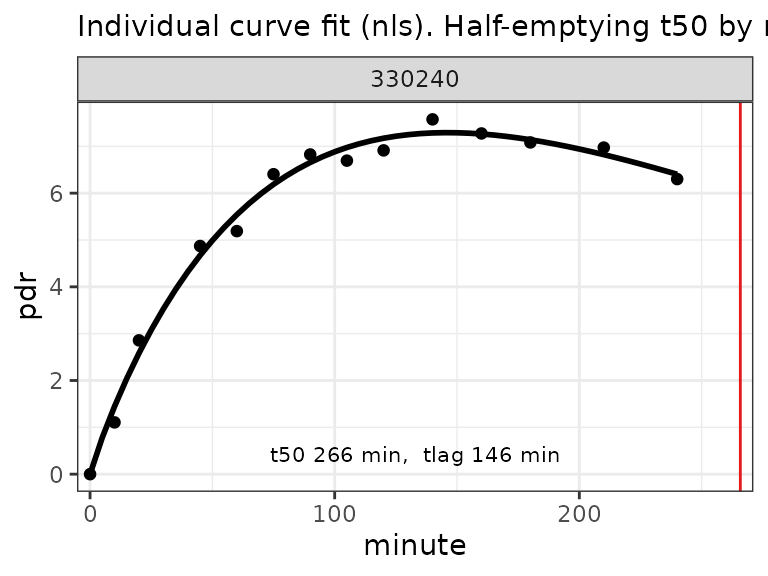 Individual curve fit (nls). Half-emptying t50 by
330240
pdr
6
4
2
0
t50 266 min,  tlag 146 min
0 100 200
minute